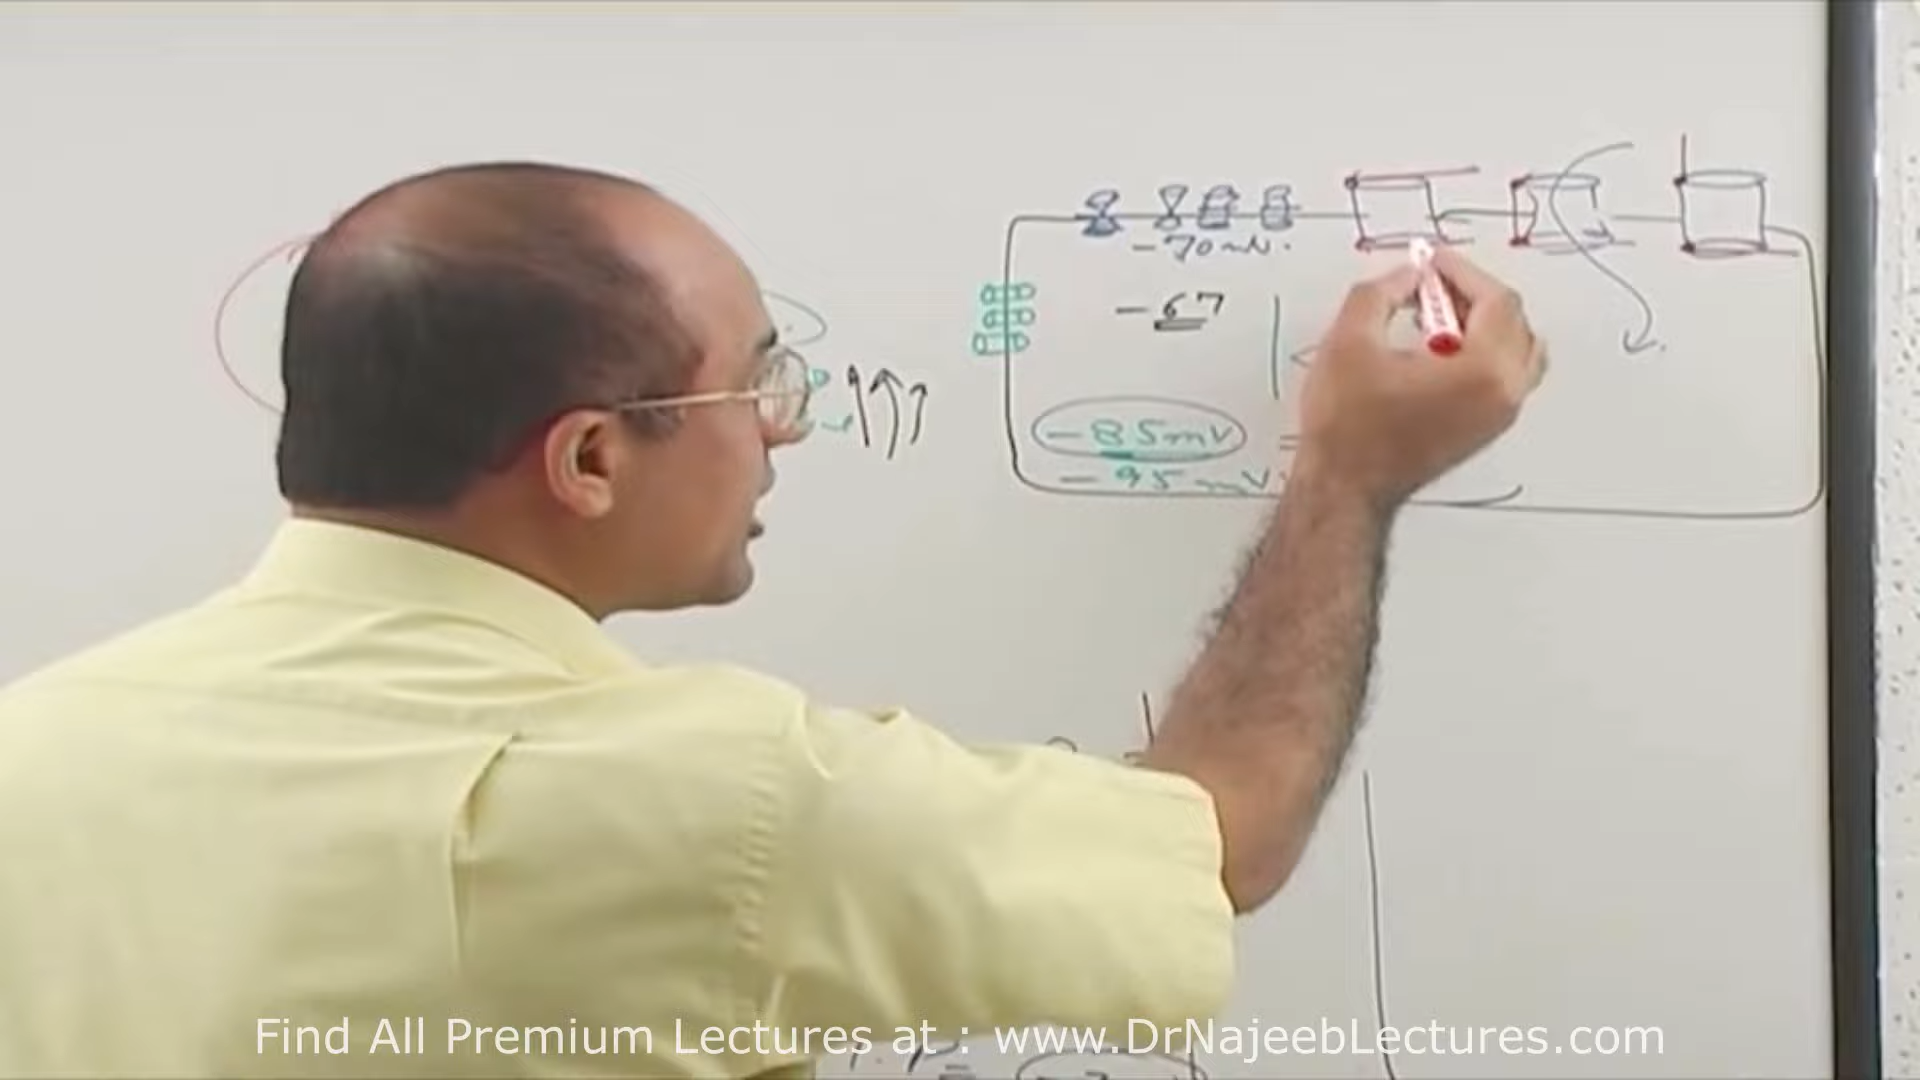 -70mv.
-67
-85mV
=
-95mV
Find All Premium Lectures at : www.DrNajeebLectures.com